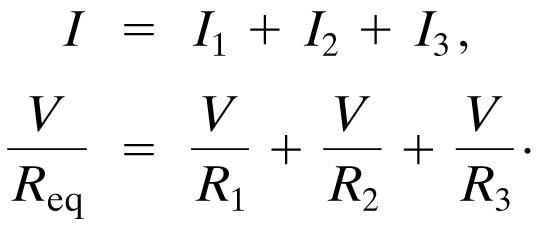 I = I₁ + I₂ + I₃,
V/R_eq = V/R₁ + V/R₂ + V/R₃.